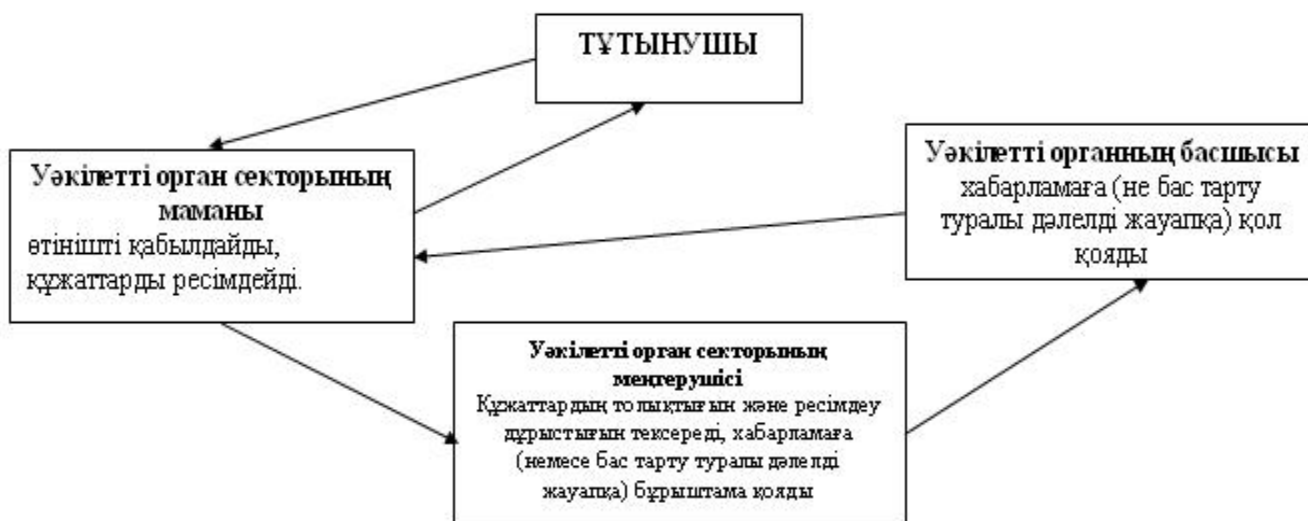 ТҰТЫНУШЫ
Уәкілетті орган секторының
маманы
өтінішті қабылдайды,
құжаттарды ресімдейді.
Уәкілетті органның басшысы
хабарламаға (не бас тарту
туралы дәлелді жауапқа) қол
қояды
Уәкілетті орган секторының
меңгерушісі
Құжаттардың толықтығын және ресімдеу
дұрыстығын тексереді, хабарламаға
(немесе бас тарту туралы дәлелді
жауапқа) бұрыштама қояды